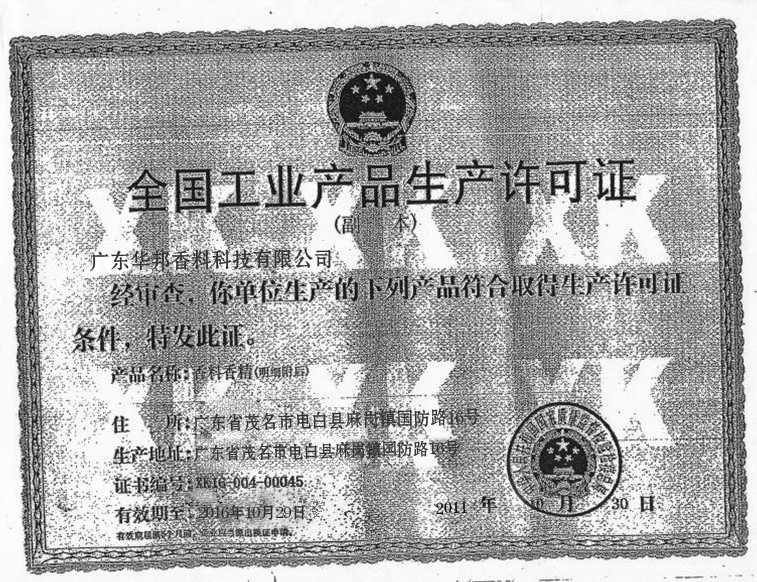 全国工业产品生产许可证
(副 本)
广东华邦香料科技有限公司
经审查，你单位生产的下列产品符合取得生产许可证
条件，特发此证。
产品名称：香料香精(明细附后)
住 所：广东省茂名市电白县麻岗镇国防路16号
生产地址：广东省茂名市电白县麻岗镇国防路16号
证书编号：XK16-004-00045
有效期至：2016年10月29日
2011 年 10 月 30 日
XK XK XK
XK XK XK